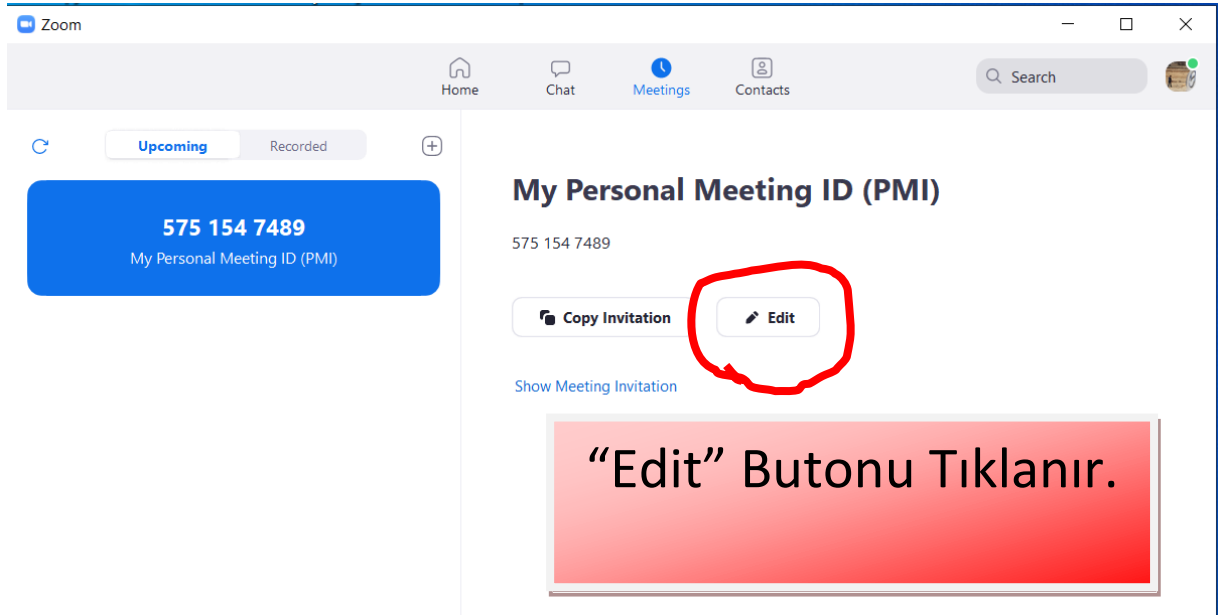 Zoom
Home
Chat
Meetings
Contacts
Search
Upcoming
Recorded
575 154 7489
My Personal Meeting ID (PMI)
My Personal Meeting ID (PMI)
575 154 7489
Copy Invitation
Edit
Show Meeting Invitation
“Edit” Butonu Tıklanır.